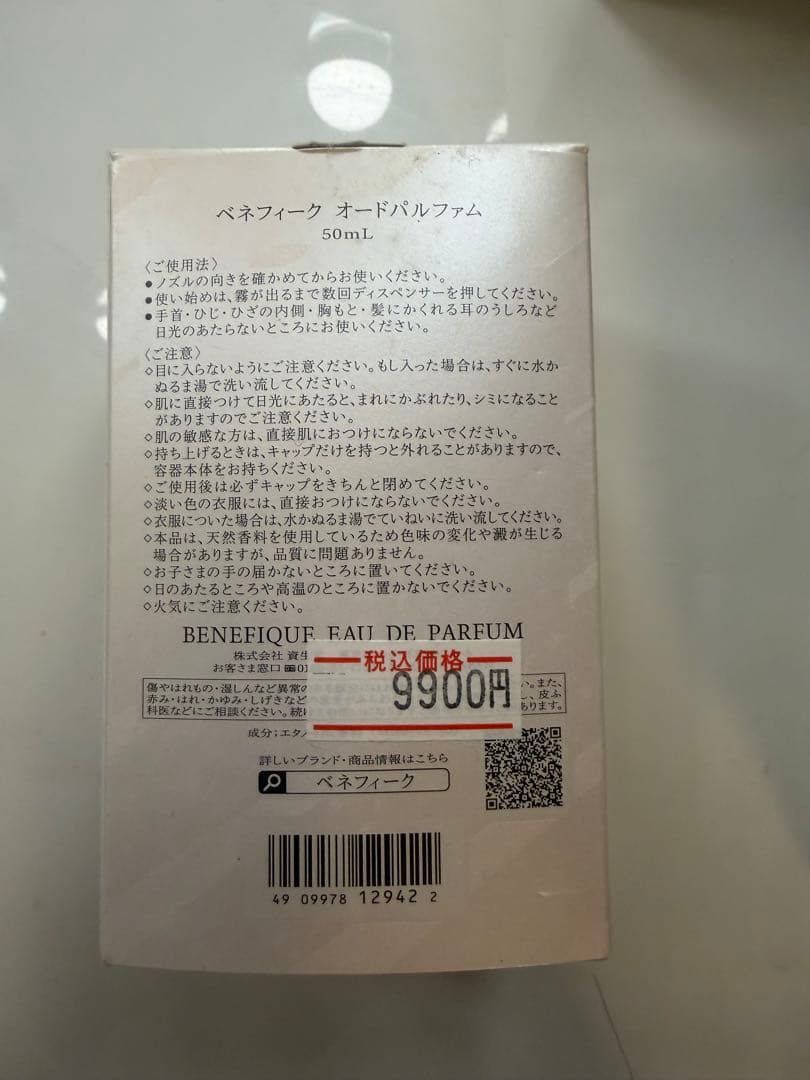 ベネフィーク オードパルファム
50mL
〈ご使用法〉
●ノズルの向きを確かめてからお使いください。
●使い始めは、霧が出るまで数回ディスペンサーを押してください。
●手首・ひじ・ひざの内側・胸もと・髪にかくれる耳のうしろなど
日光のあたらないところにお使いください。
〈ご注意〉
◇目に入らないようにご注意ください。もし入った場合は、すぐに水か
ぬるま湯で洗い流してください。
◇肌に直接つけて日光にあたると、まれにかぶれたり、シミになること
がありますのでご注意ください。
◇肌の敏感な方は、直接肌におつけにならないでください。
◇持ち上げるときは、キャップだけを持つと外れることがありますので、
容器本体をお持ちください。
◇ご使用後は必ずキャップをきちんと閉めてください。
◇淡い色の衣服には、直接おつけにならないでください。
◇衣服についた場合は、水かぬるま湯でていねいに洗い流してください。
◇本品は、天然香料を使用しているため色味の変化や澱が生じる
場合がありますが、品質に問題ありません。
◇お子さまの手の届かないところに置いてください。
◇日のあたるところや高温のところに置かないでください。
◇火気にご注意ください。
BENEFIQUE EAU DE PARFUM
株式会社 資生
お客さま窓口
税込価格
9900円
傷やはれもの・湿しんなど異常の い。また、
赤み・はれ・かゆみ・しげきなど し、皮ふ
科医などにご相談ください。続け あります。
成分；エタノ
詳しいブランド・商品情報はこちら
ベネフィーク
49 09978 12942 2